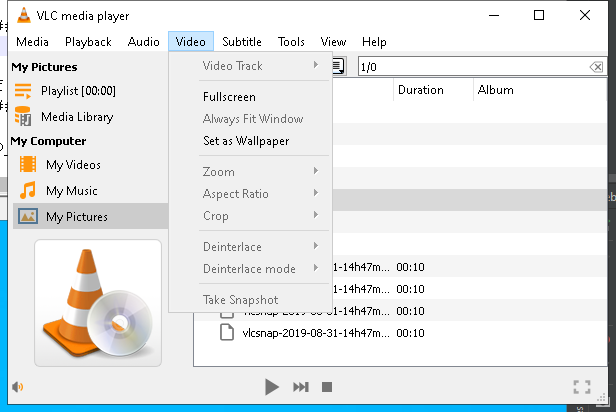 VLC media player
Media Playback Audio Video Subtitle Tools View Help
My Pictures
Playlist [00:00]
Media Library
My Computer
My Videos
My Music
My Pictures
Video Track
Fullscreen
Always Fit Window
Set as Wallpaper
Zoom
Aspect Ratio
Crop
Deinterlace
Deinterlace mode
Take Snapshot
1/0
Duration Album
-31-14h47m... 00:10
-31-14h47m... 00:10
vlcsnap-2019-08-31-14h47m... 00:10
vlcsnap-2019-08-31-14h47m... 00:10